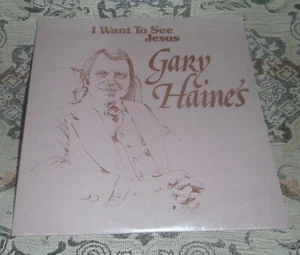 I Want To See
Jesus
Gary
Haines